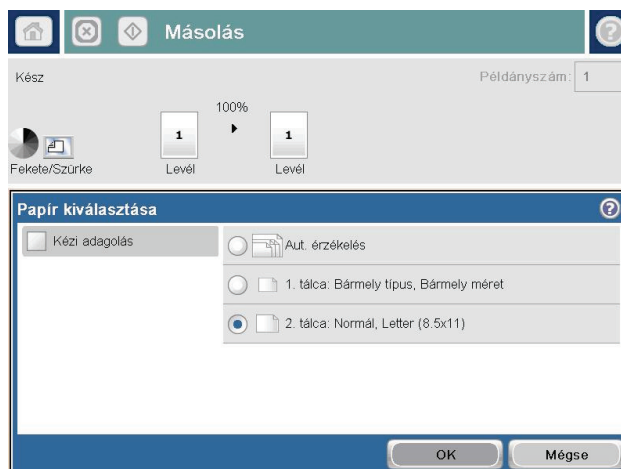 Másolás
Kész
Példányszám: 1
100%
1 1
Fekete/Szürke Levél Levél
Papír kiválasztása
Kézi adagolás
Aut. érzékelés
1. tálca: Bármely típus, Bármely méret
2. tálca: Normál, Letter (8.5x11)
OK Mégse